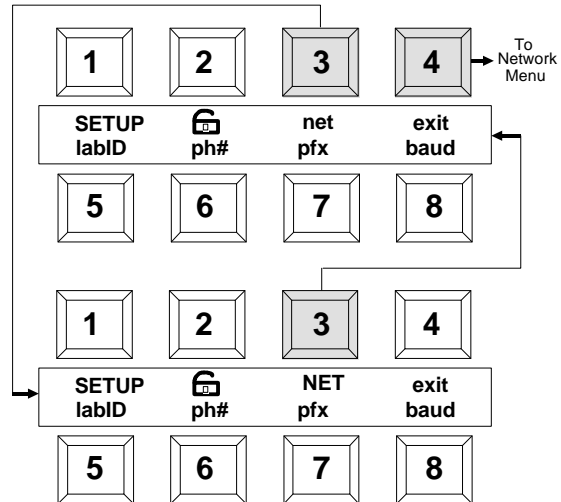 1 2 3 4
To
Network
Menu
SETUP net exit
labID ph# pfx baud
5 6 7 8
1 2 3 4
SETUP NET exit
labID ph# pfx baud
5 6 7 8